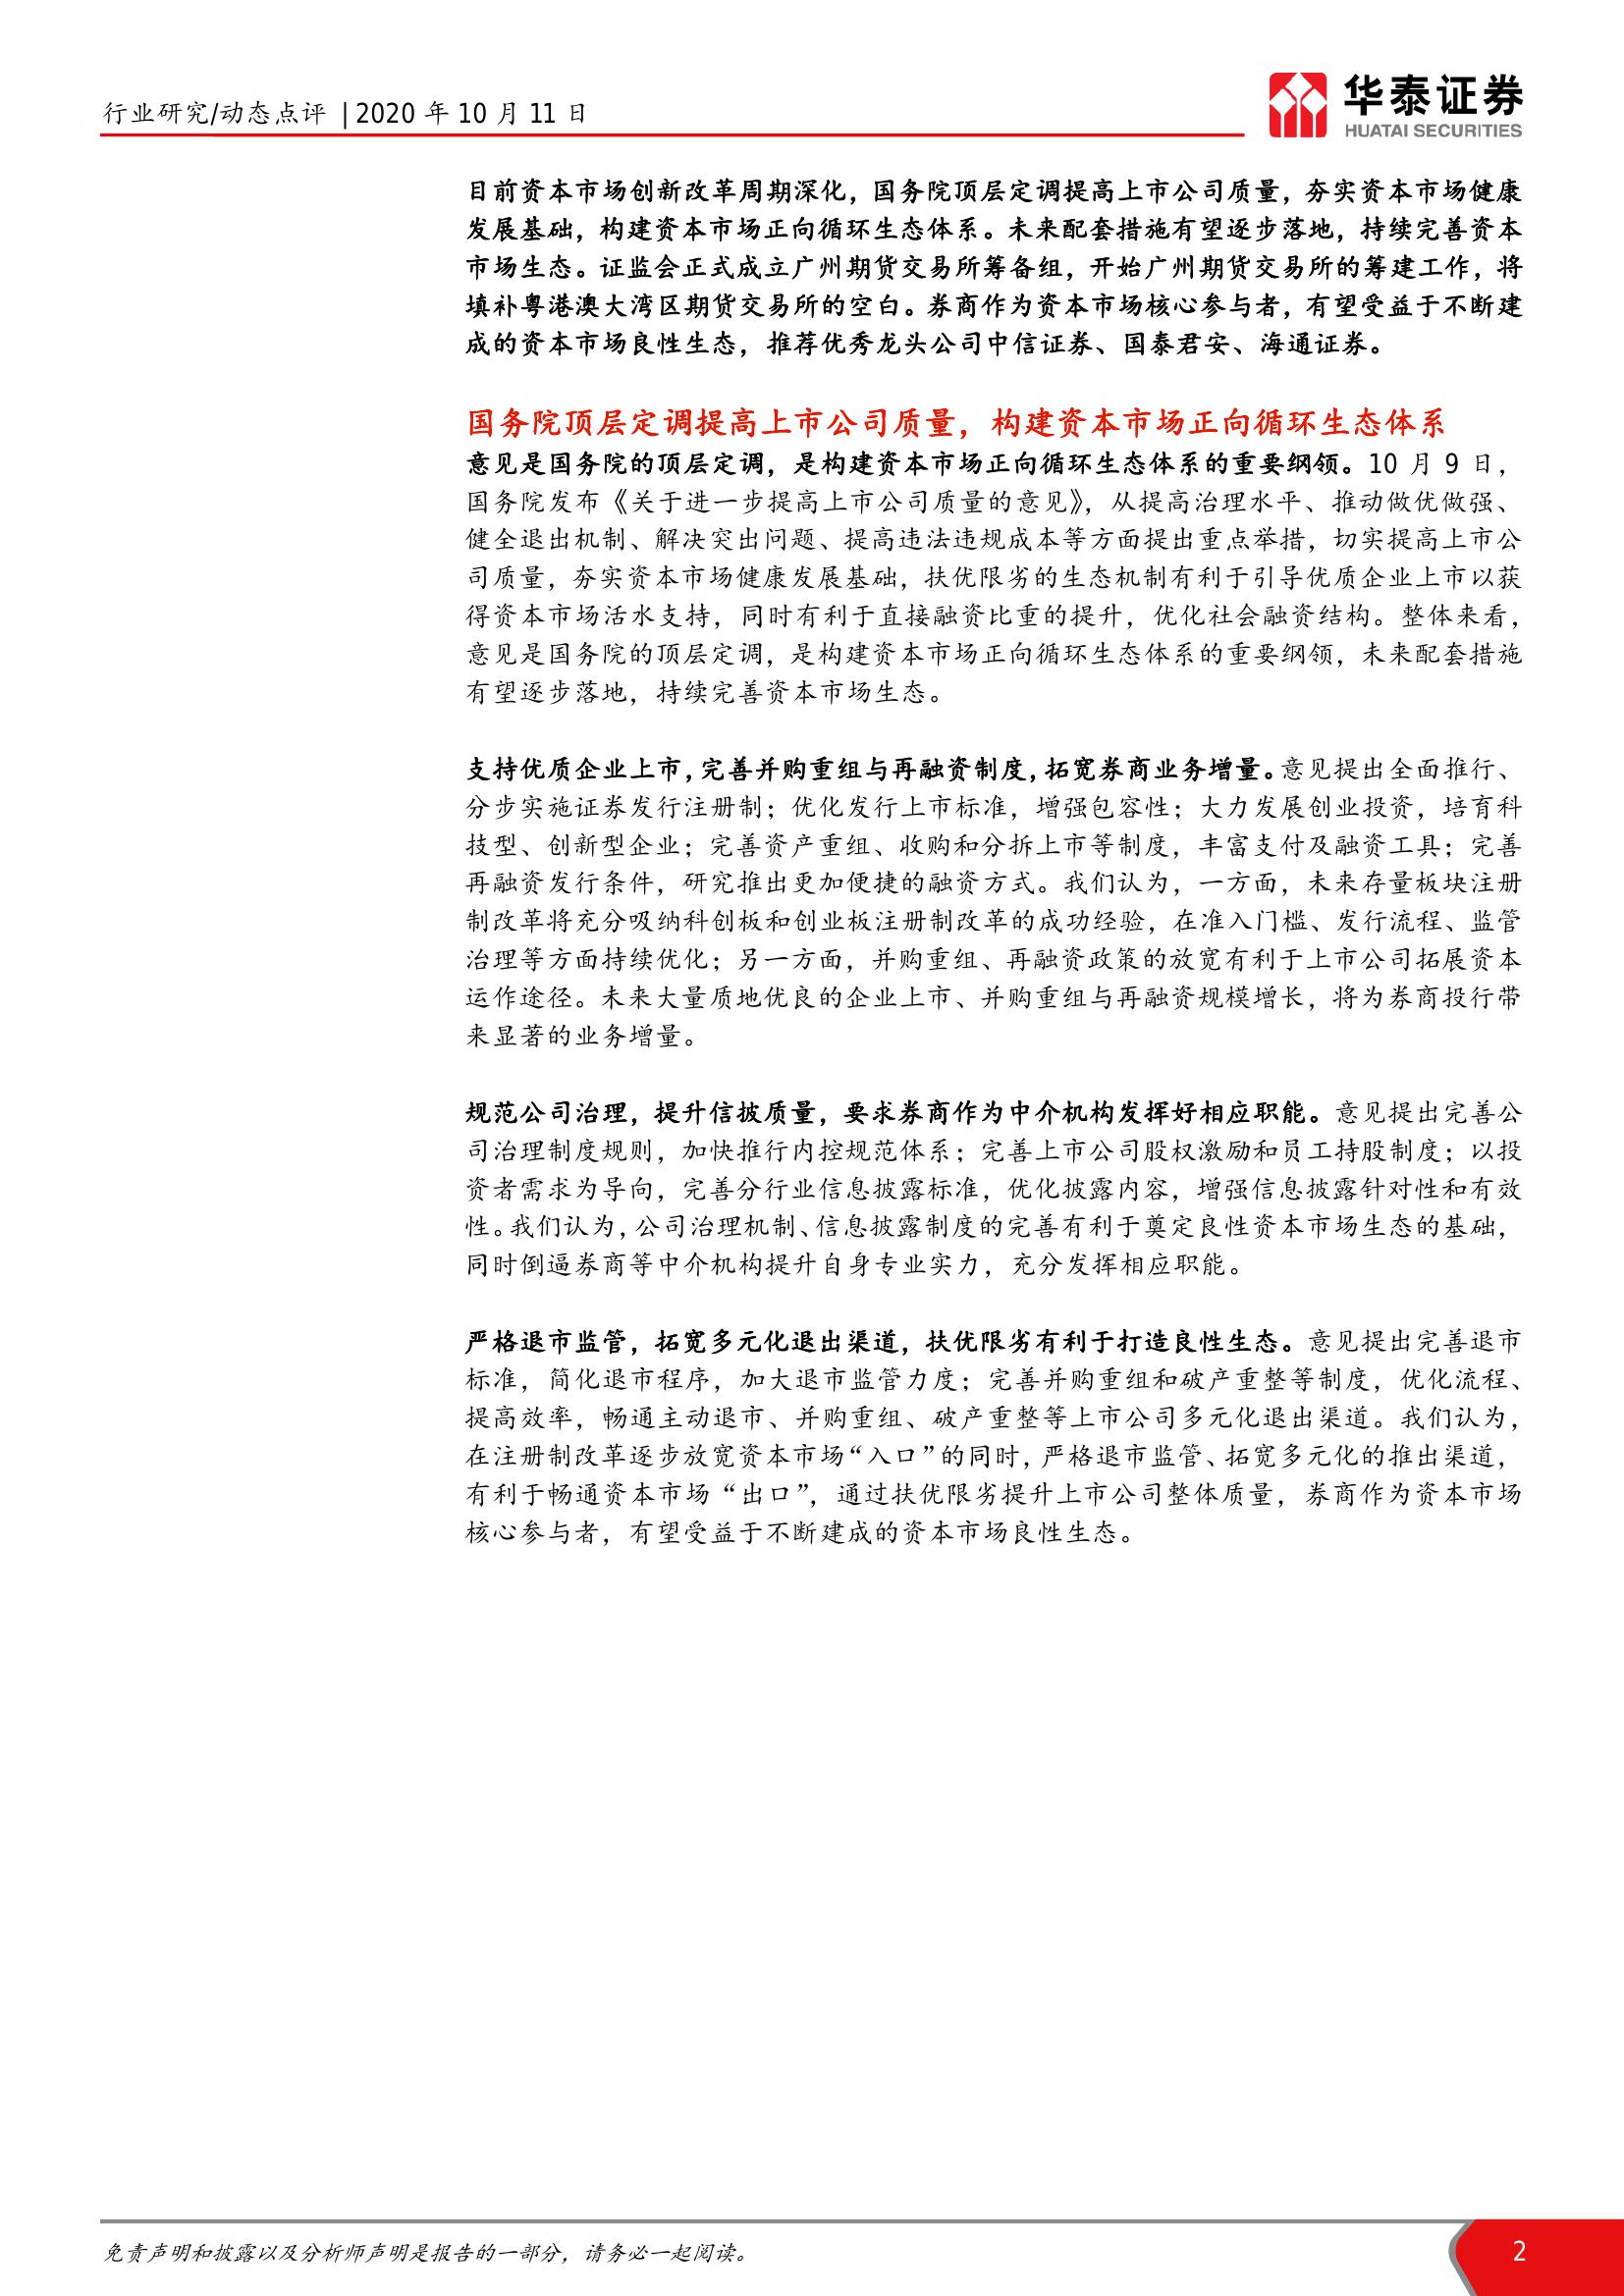 行业研究/动态点评 | 2020 年 10 月 11 日
华泰证券
HUATAI SECURITIES
目前资本市场创新改革周期深化，国务院顶层定调提高上市公司质量，夯实资本市场健康
发展基础，构建资本市场正向循环生态体系。未来配套措施有望逐步落地，持续完善资本
市场生态。证监会正式成立广州期货交易所筹备组，开始广州期货交易所的筹建工作，将
填补粤港澳大湾区期货交易所的空白。券商作为资本市场核心参与者，有望受益于不断建
成的资本市场良性生态，推荐优秀龙头公司中信证券、国泰君安、海通证券。
国务院顶层定调提高上市公司质量，构建资本市场正向循环生态体系
意见是国务院的顶层定调，是构建资本市场正向循环生态体系的重要纲领。10 月 9 日，
国务院发布《关于进一步提高上市公司质量的意见》，从提高治理水平、推动做优做强、
健全退出机制、解决突出问题、提高违法违规成本等方面提出重点举措，切实提高上市公
司质量，夯实资本市场健康发展基础，扶优限劣的生态机制有利于引导优质企业上市以获
得资本市场活水支持，同时有利于直接融资比重的提升，优化社会融资结构。整体来看，
意见是国务院的顶层定调，是构建资本市场正向循环生态体系的重要纲领，未来配套措施
有望逐步落地，持续完善资本市场生态。
支持优质企业上市，完善并购重组与再融资制度，拓宽券商业务增量。意见提出全面推行、
分步实施证券发行注册制；优化发行上市标准，增强包容性；大力发展创业投资，培育科
技型、创新型企业；完善资产重组、收购和分拆上市等制度，丰富支付及融资工具；完善
再融资发行条件，研究推出更加便捷的融资方式。我们认为，一方面，未来存量板块注册
制改革将充分吸纳科创板和创业板注册制改革的成功经验，在准入门槛、发行流程、监管
治理等方面持续优化；另一方面，并购重组、再融资政策的放宽有利于上市公司拓展资本
运作途径。未来大量质地优良的企业上市、并购重组与再融资规模增长，将为券商投行带
来显著的业务增量。
规范公司治理，提升信披质量，要求券商作为中介机构发挥好相应职能。意见提出完善公
司治理制度规则，加快推行内控规范体系；完善上市公司股权激励和员工持股制度；以投
资者需求为导向，完善分行业信息披露标准，优化披露内容，增强信息披露针对性和有效
性。我们认为，公司治理机制、信息披露制度的完善有利于奠定良性资本市场生态的基础，
同时倒逼券商等中介机构提升自身专业实力，充分发挥相应职能。
严格退市监管，拓宽多元化退出渠道，扶优限劣有利于打造良性生态。意见提出完善退市
标准，简化退市程序，加大退市监管力度；完善并购重组和破产重整等制度，优化流程、
提高效率，畅通主动退市、并购重组、破产重整等上市公司多元化退出渠道。我们认为，
在注册制改革逐步放宽资本市场“入口”的同时，严格退市监管、拓宽多元化的推出渠道，
有利于畅通资本市场“出口”，通过扶优限劣提升上市公司整体质量，券商作为资本市场
核心参与者，有望受益于不断建成的资本市场良性生态。
免责声明和披露以及分析师声明是报告的一部分，请务必一起阅读。
2